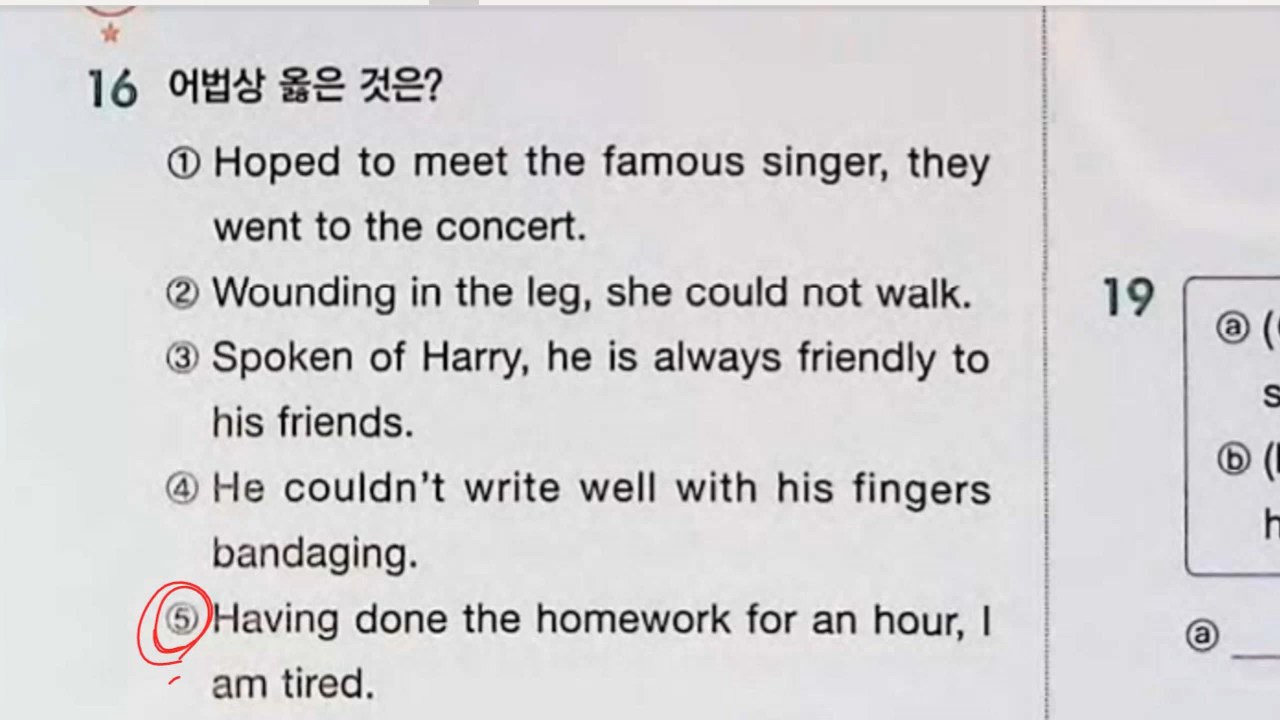 16 어법상 옳은 것은?
① Hoped to meet the famous singer, they
went to the concert.
② Wounding in the leg, she could not walk.
③ Spoken of Harry, he is always friendly to
his friends.
④ He couldn't write well with his fingers
bandaging.
⑤ Having done the homework for an hour, I
am tired.
19
ⓐ (
s
ⓑ (
h
ⓐ